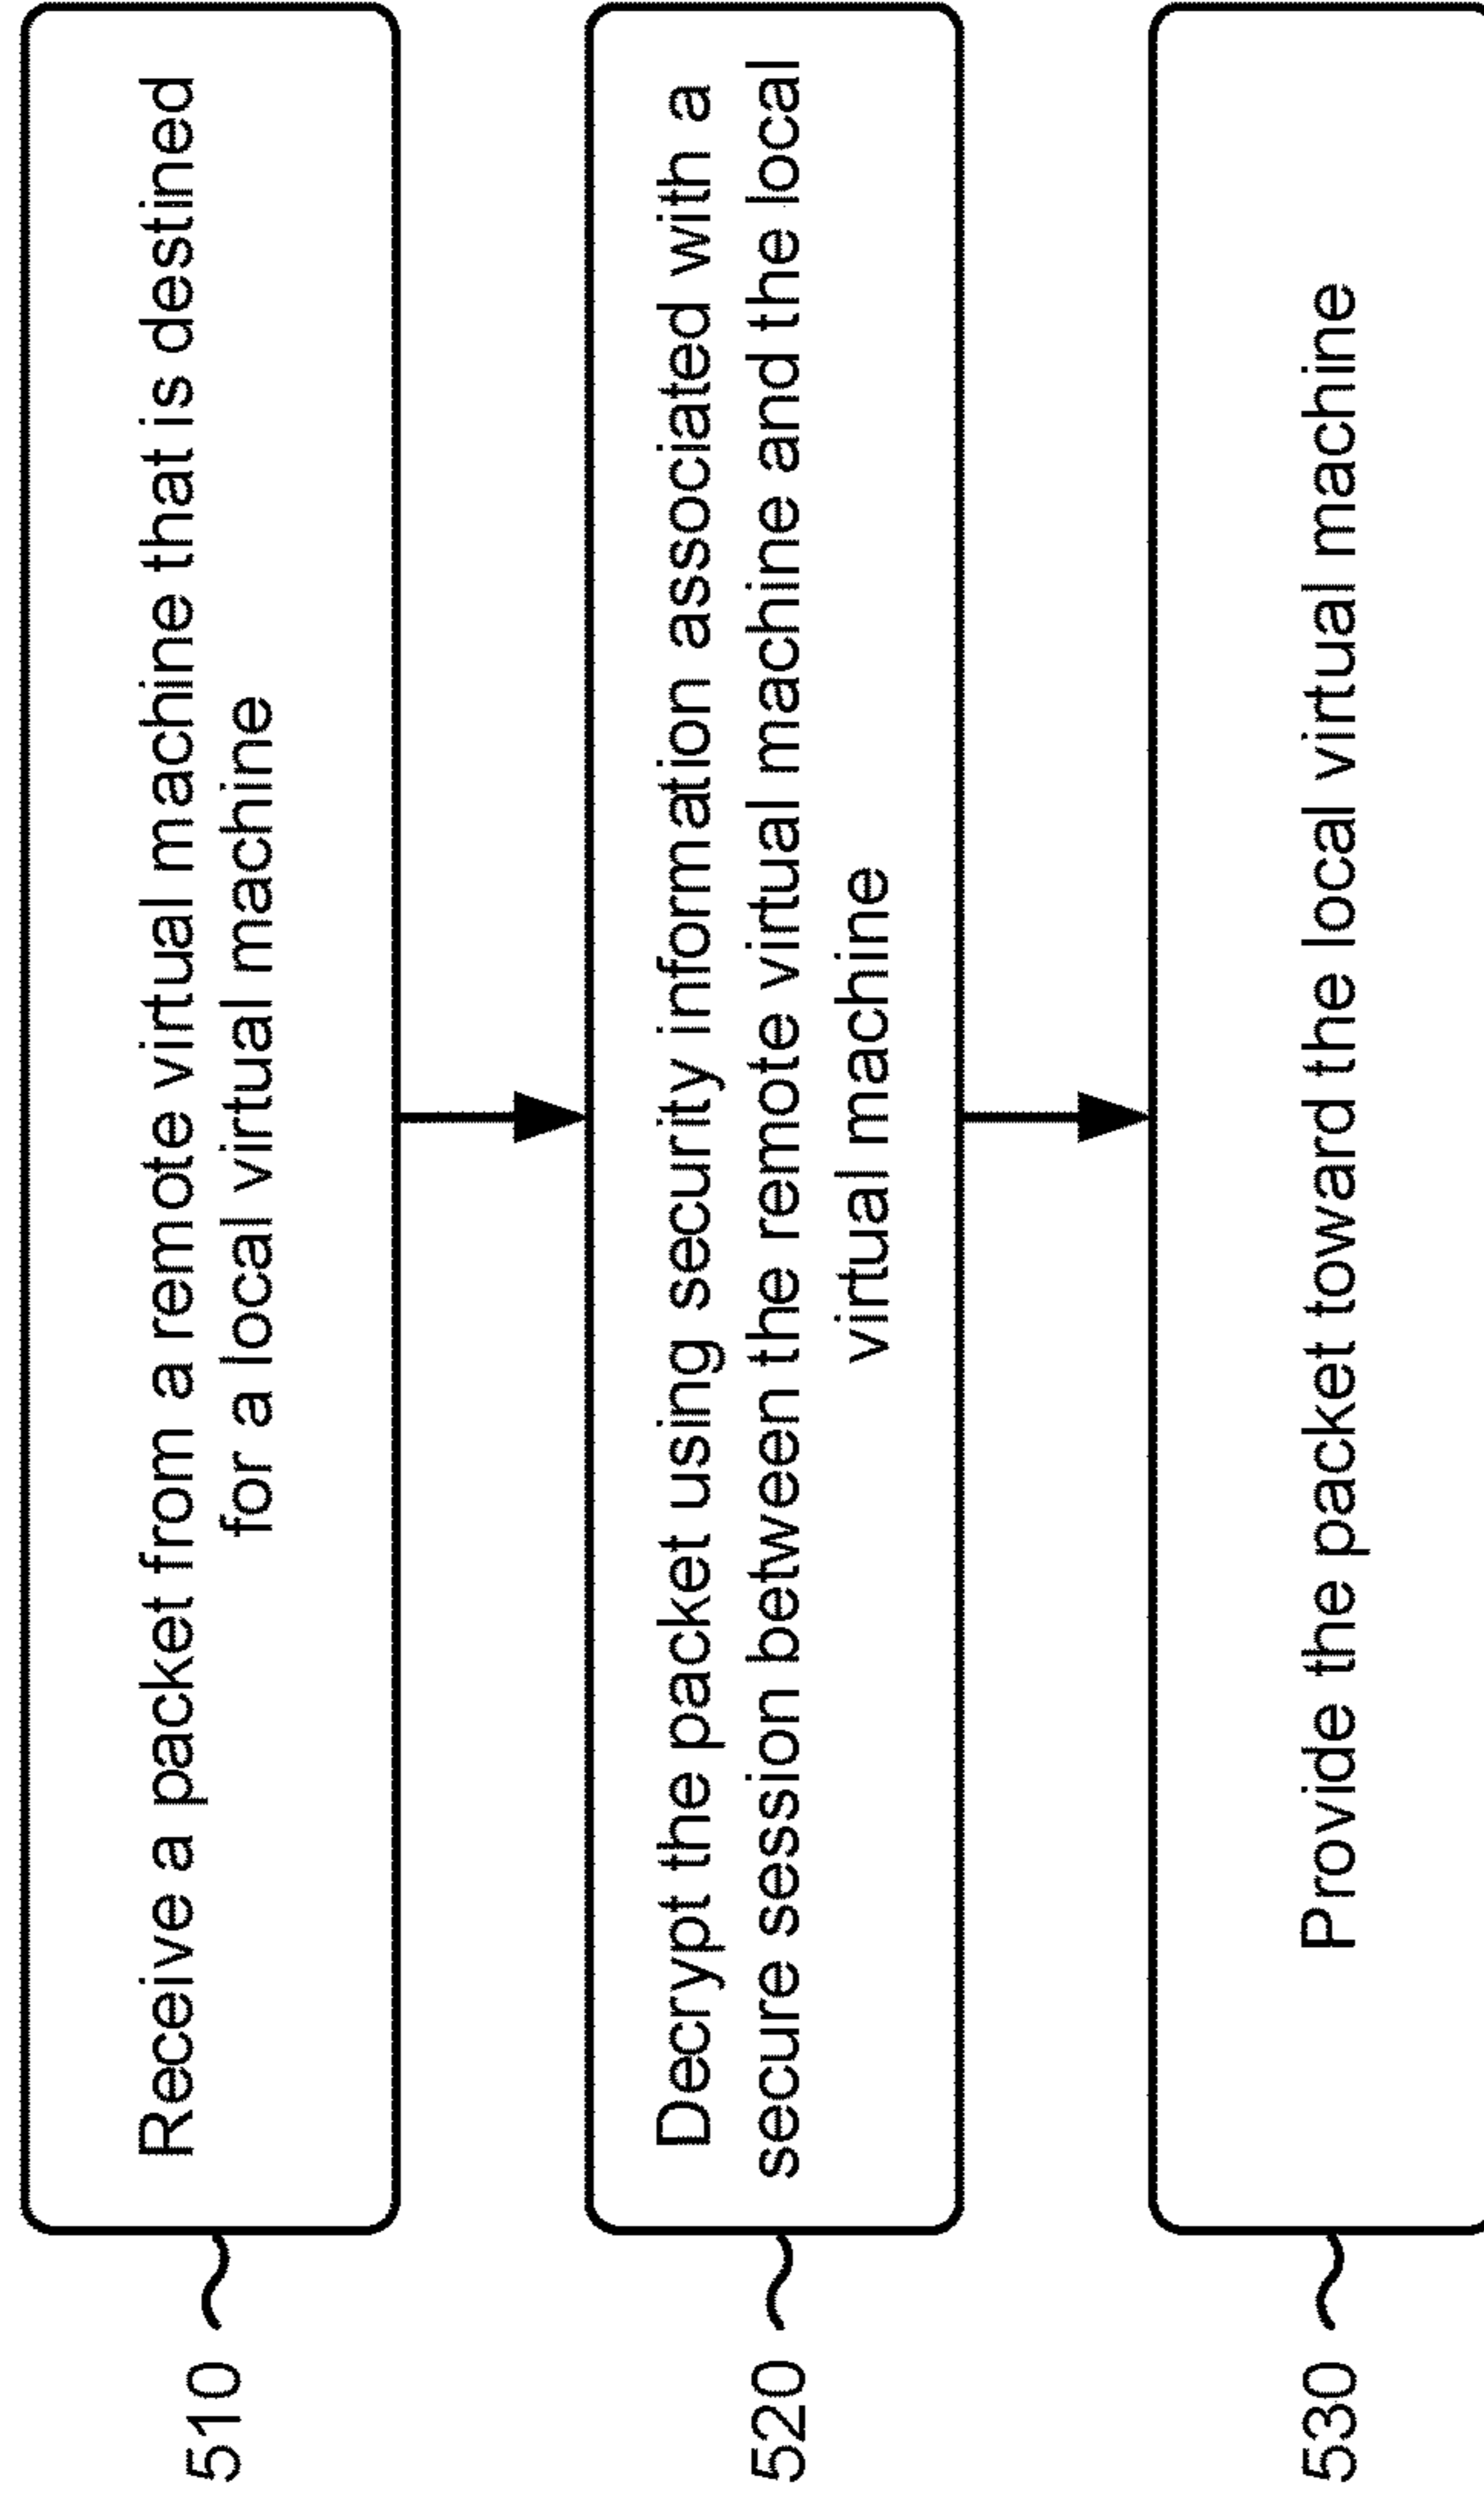 510
Receive a packet from a remote virtual machine that is destined
for a local virtual machine
520
Decrypt the packet using security information associated with a
secure session between the remote virtual machine and the local
virtual machine
530
Provide the packet toward the local virtual machine